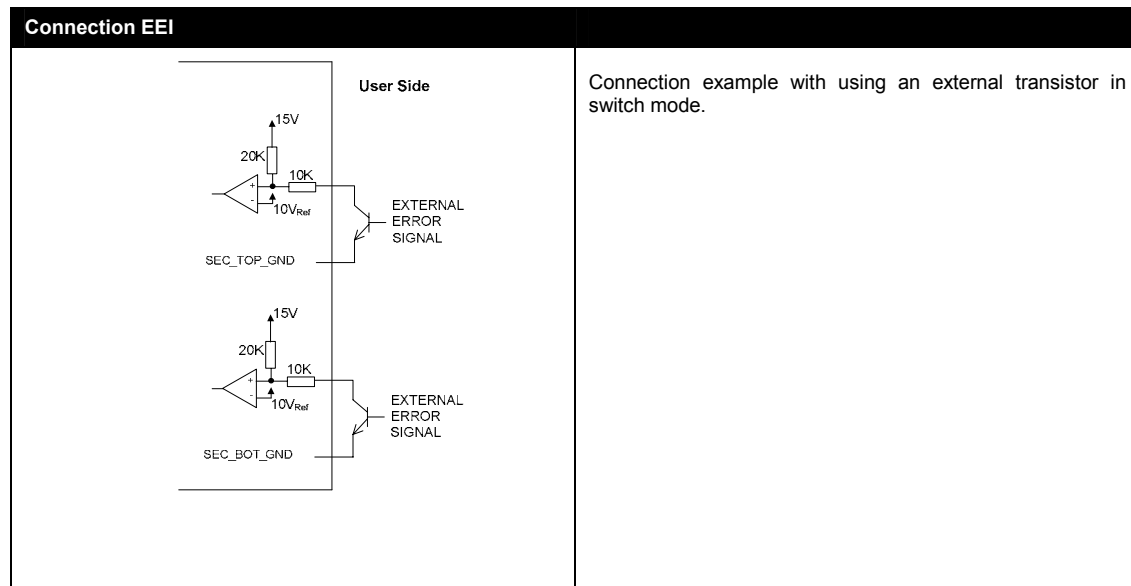 Connection EEI
User Side
15V
20K
10K
+
-
10VRef
EXTERNAL
ERROR
SIGNAL
SEC_TOP_GND
15V
20K
10K
+
-
10VRef
EXTERNAL
ERROR
SIGNAL
SEC_BOT_GND
Connection example with using an external transistor in
switch mode.